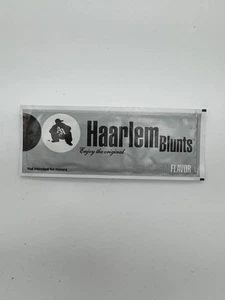 Haarlem Blunts
Enjoy the original
FLAVOR